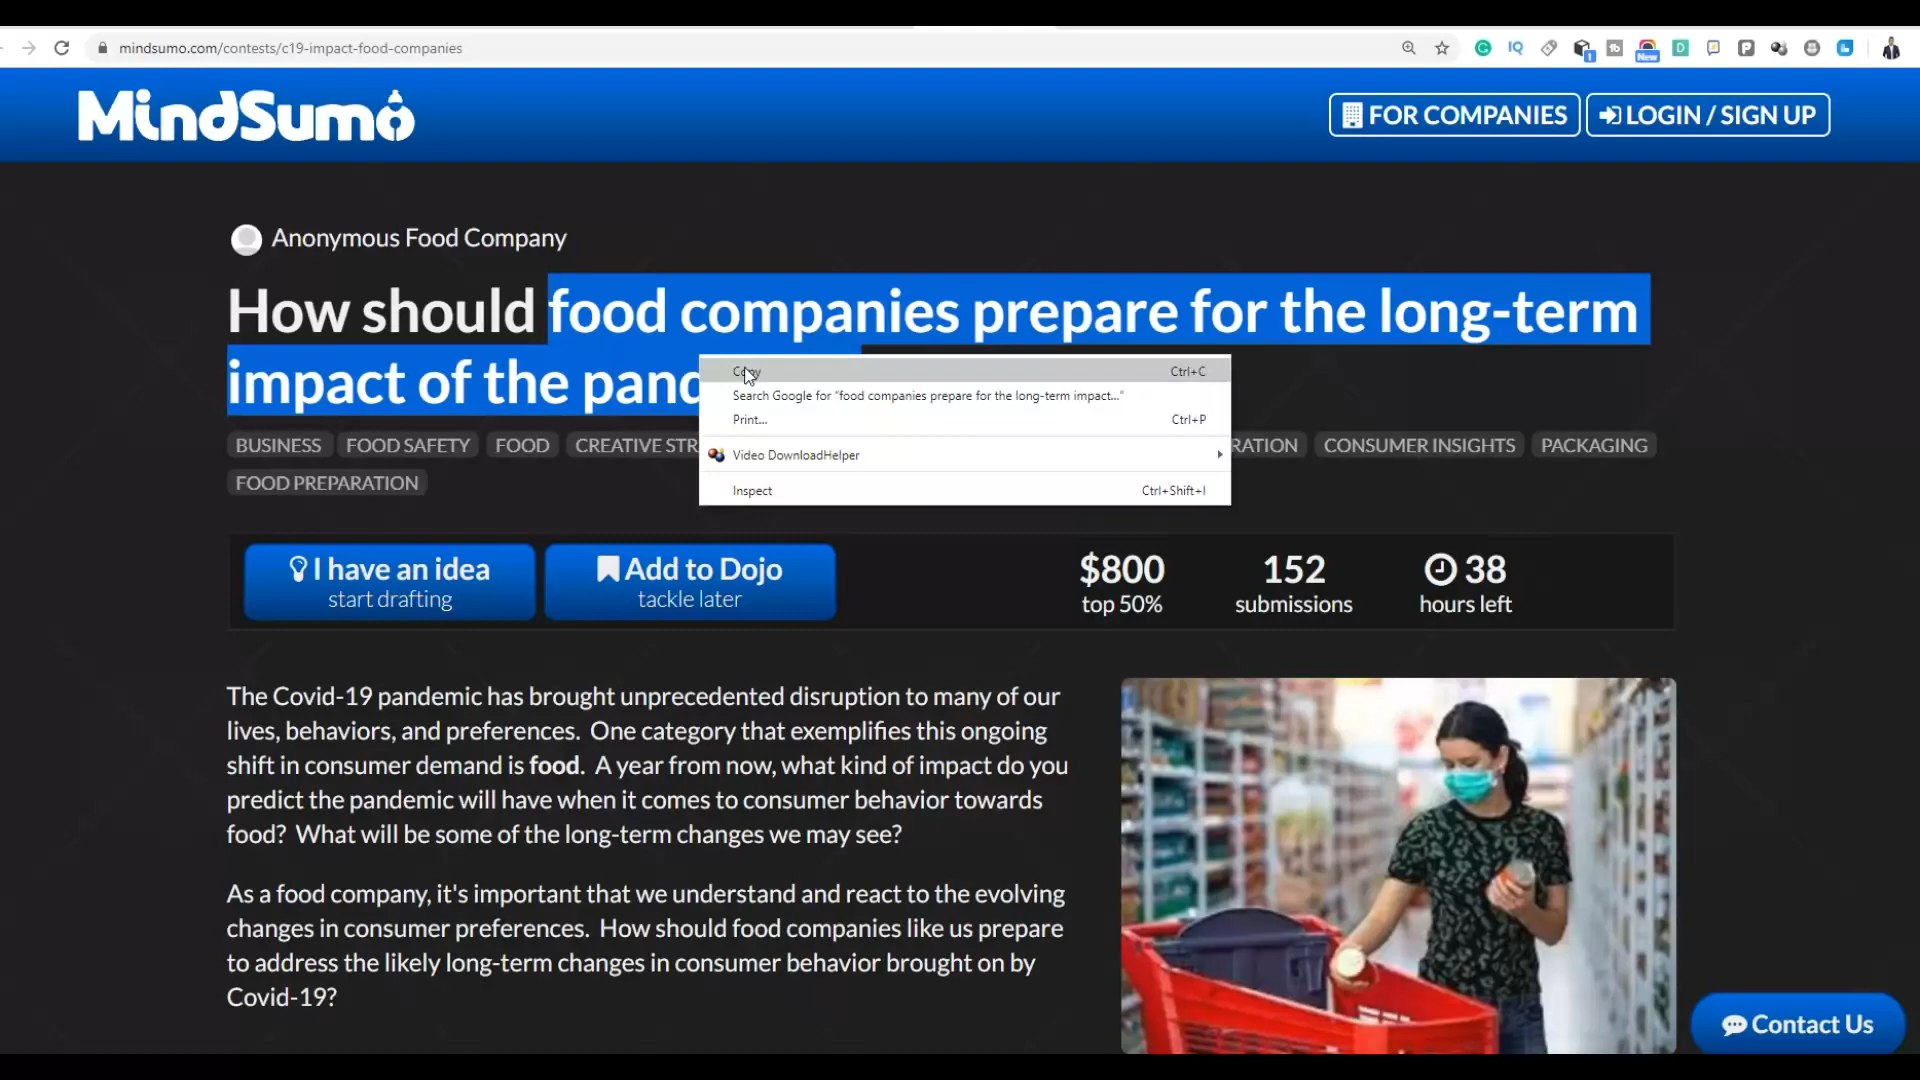 mindsumo.com/contests/c19-impact-food-companies
IQ
1
New
D
P
MindSumo
FOR COMPANIES
LOGIN / SIGN UP
Anonymous Food Company
How should food companies prepare for the long-term
impact of the pand
Copy Ctrl+C
Search Google for "food companies prepare for the long-term impact..."
Print... Ctrl+P
Video DownloadHelper
Inspect Ctrl+Shift+I
BUSINESS FOOD SAFETY FOOD CREATIVE STR RATION CONSUMER INSIGHTS PACKAGING
FOOD PREPARATION
I have an idea
start drafting
Add to Dojo
tackle later
$800
top 50%
152
submissions
38
hours left
The Covid-19 pandemic has brought unprecedented disruption to many of our
lives, behaviors, and preferences. One category that exemplifies this ongoing
shift in consumer demand is food. A year from now, what kind of impact do you
predict the pandemic will have when it comes to consumer behavior towards
food? What will be some of the long-term changes we may see?
As a food company, it's important that we understand and react to the evolving
changes in consumer preferences. How should food companies like us prepare
to address the likely long-term changes in consumer behavior brought on by
Covid-19?
Contact Us